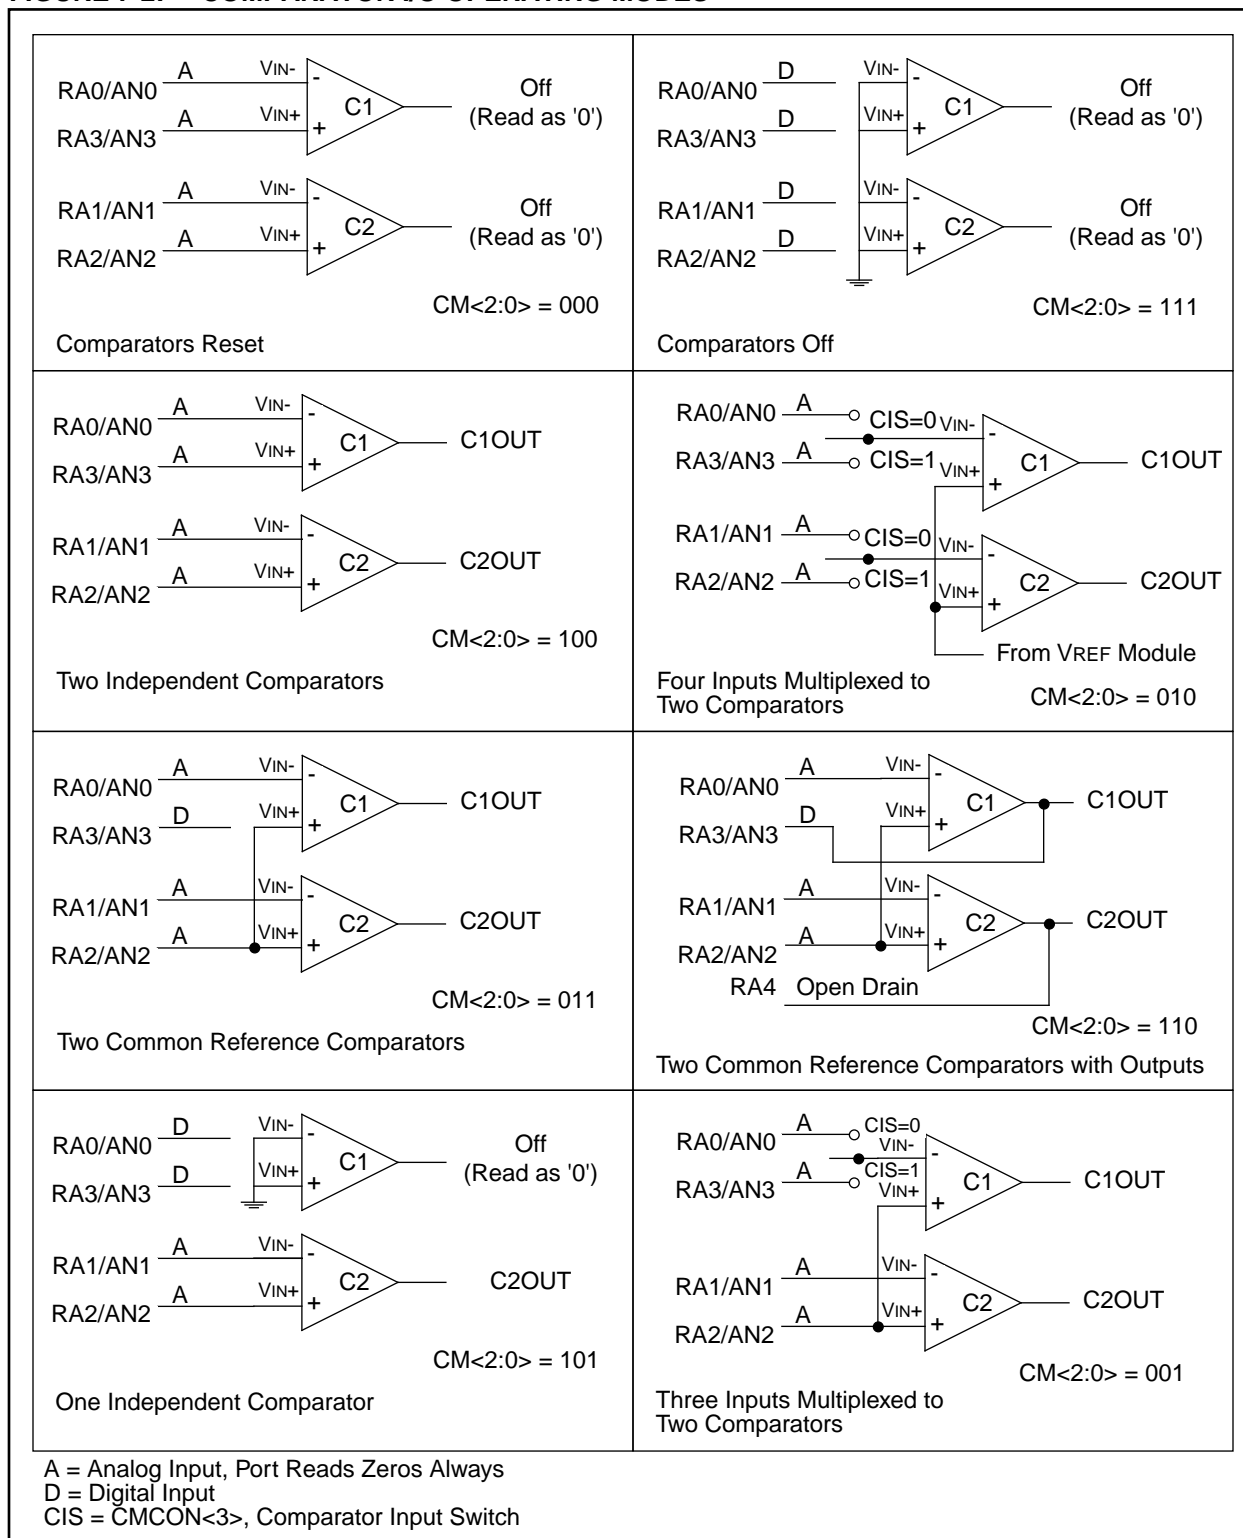 RA0/AN0 A VIN- - C1 Off
RA3/AN3 A VIN+ + (Read as '0')
RA1/AN1 A VIN- - C2 Off
RA2/AN2 A VIN+ + (Read as '0')
CM<2:0> = 000
Comparators Reset
RA0/AN0 D VIN- - C1 Off
RA3/AN3 D VIN+ + (Read as '0')
RA1/AN1 D VIN- - C2 Off
RA2/AN2 D VIN+ + (Read as '0')
CM<2:0> = 111
Comparators Off
RA0/AN0 A VIN- - C1 C1OUT
RA3/AN3 A VIN+ +
RA1/AN1 A VIN- - C2 C2OUT
RA2/AN2 A VIN+ +
CM<2:0> = 100
Two Independent Comparators
RA0/AN0 A CIS=0 VIN- - C1 C1OUT
RA3/AN3 A CIS=1 VIN+ +
RA1/AN1 A CIS=0 VIN- - C2 C2OUT
RA2/AN2 A CIS=1 VIN+ +
From VREF Module
Four Inputs Multiplexed to
Two Comparators
CM<2:0> = 010
RA0/AN0 A VIN- - C1 C1OUT
RA3/AN3 D VIN+ +
RA1/AN1 A VIN- - C2 C2OUT
RA2/AN2 A VIN+ +
CM<2:0> = 011
Two Common Reference Comparators
RA0/AN0 A VIN- - C1 C1OUT
RA3/AN3 D VIN+ +
RA1/AN1 A VIN- - C2 C2OUT
RA2/AN2 A VIN+ +
RA4 Open Drain
CM<2:0> = 110
Two Common Reference Comparators with Outputs
RA0/AN0 D VIN- - C1 Off
RA3/AN3 D VIN+ + (Read as '0')
RA1/AN1 A VIN- - C2 C2OUT
RA2/AN2 A VIN+ +
CM<2:0> = 101
One Independent Comparator
RA0/AN0 A CIS=0 VIN- - C1 C1OUT
RA3/AN3 A CIS=1 VIN+ +
RA1/AN1 A VIN- - C2 C2OUT
RA2/AN2 A VIN+ +
CM<2:0> = 001
Three Inputs Multiplexed to
Two Comparators
A = Analog Input, Port Reads Zeros Always
D = Digital Input
CIS = CMCON<3>, Comparator Input Switch